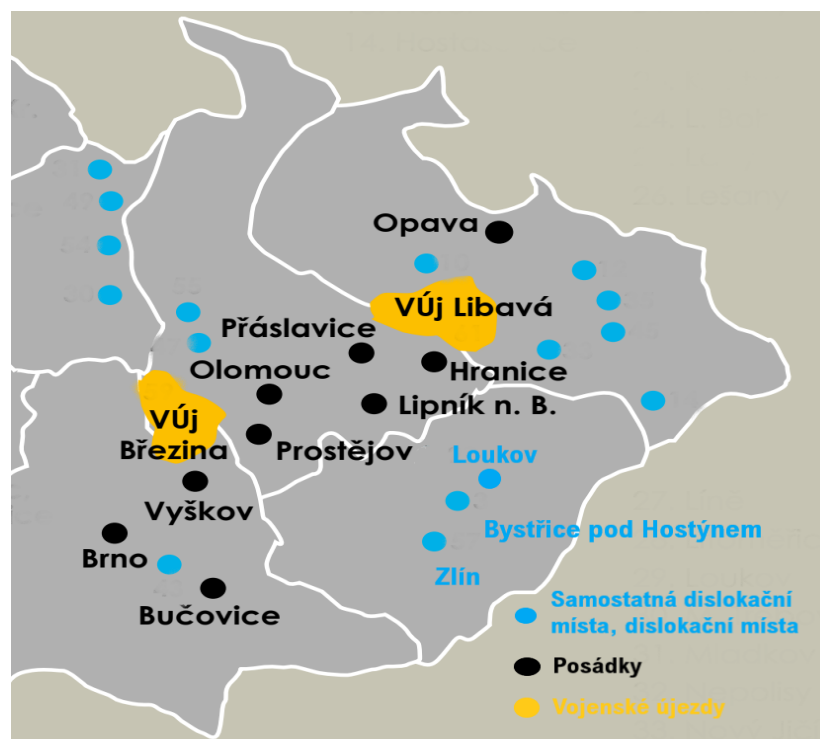 Opava
VÚj Libavá
Přáslavice
Olomouc
Hranice
VÚj
Březina
Lipník n. B.
Prostějov
Loukov
Vyškov
Bystřice pod Hostýnem
Brno
Zlín
Bučovice
Samostatná dislokační
místa, dislokační místa
Posádky
Vojenské újezdy